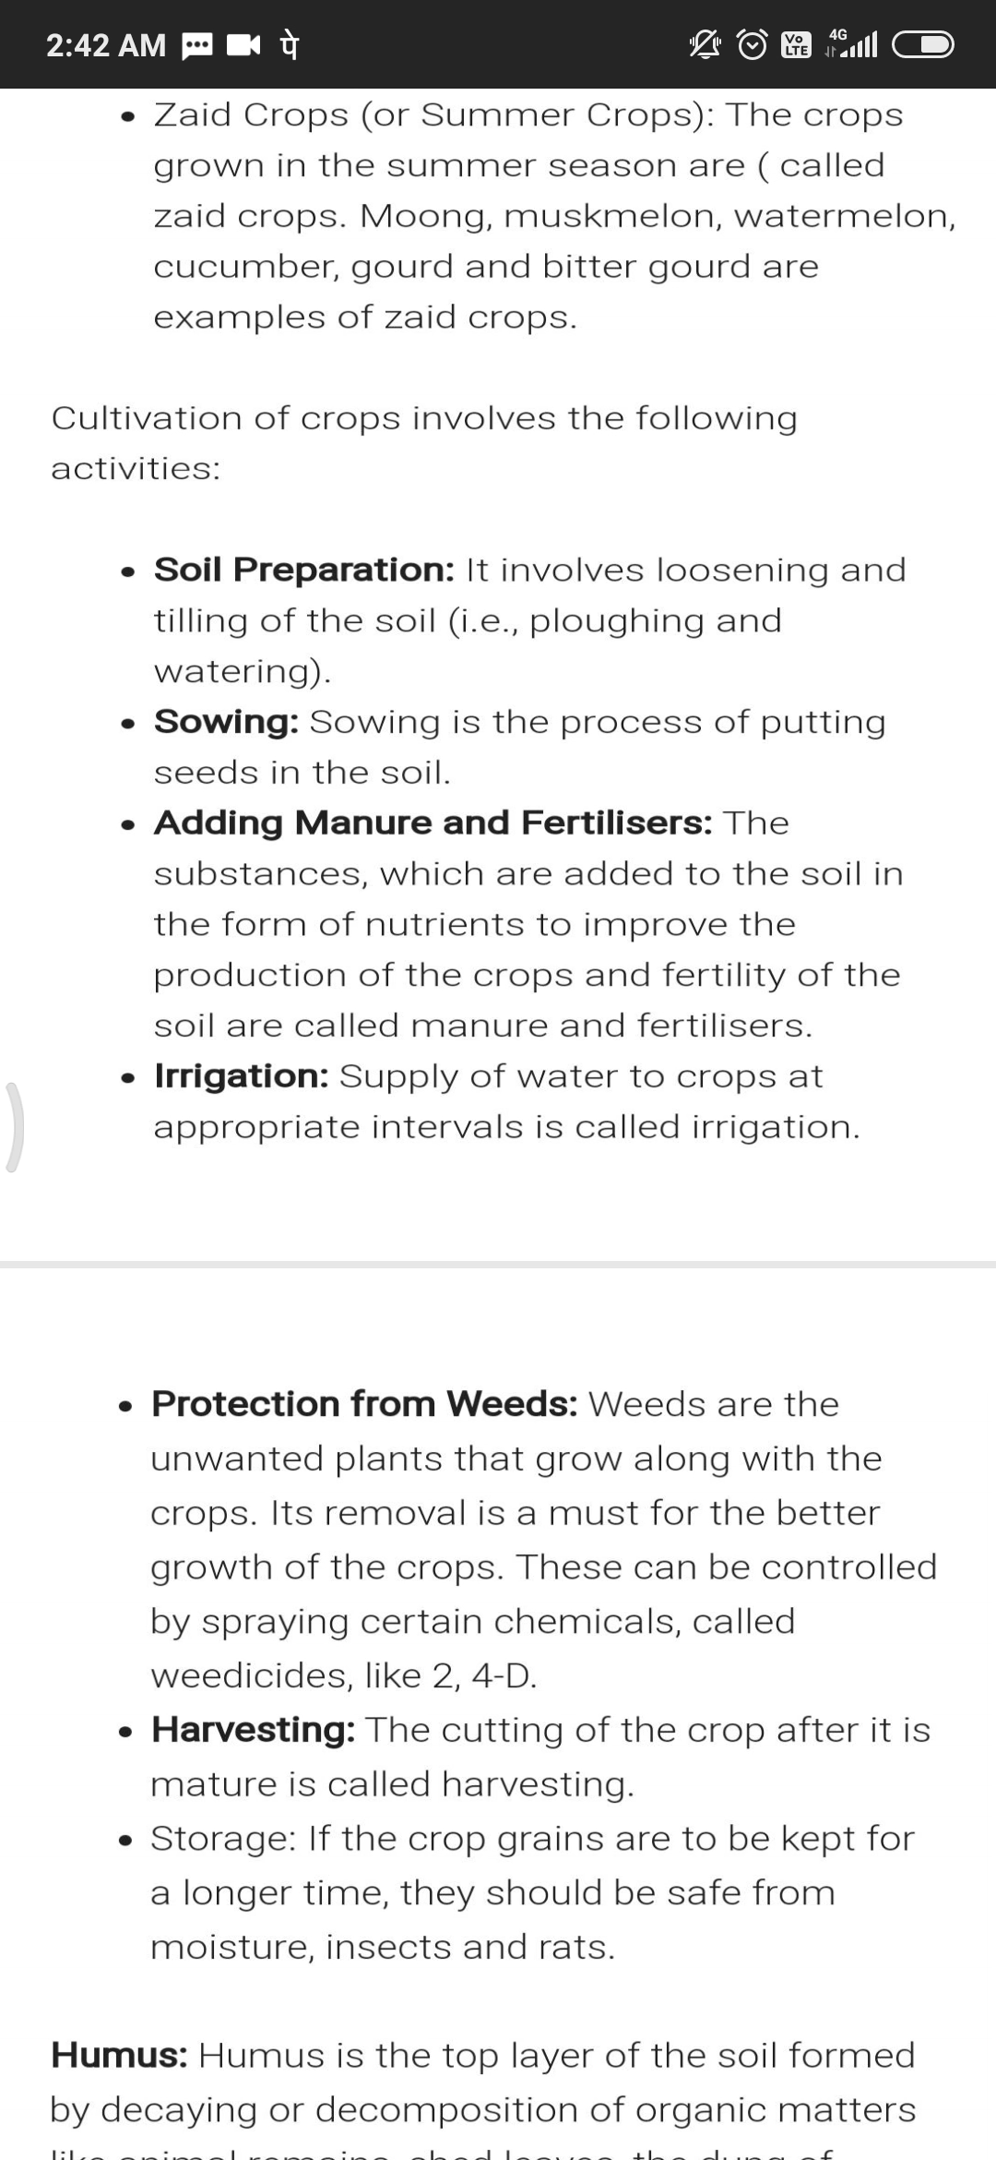 2:42 AM पे Vo LTE 4G
• Zaid Crops (or Summer Crops): The crops
grown in the summer season are ( called
zaid crops. Moong, muskmelon, watermelon,
cucumber, gourd and bitter gourd are
examples of zaid crops.
Cultivation of crops involves the following
activities:
• Soil Preparation: It involves loosening and
tilling of the soil (i.e., ploughing and
watering).
• Sowing: Sowing is the process of putting
seeds in the soil.
• Adding Manure and Fertilisers: The
substances, which are added to the soil in
the form of nutrients to improve the
production of the crops and fertility of the
soil are called manure and fertilisers.
• Irrigation: Supply of water to crops at
appropriate intervals is called irrigation.
• Protection from Weeds: Weeds are the
unwanted plants that grow along with the
crops. Its removal is a must for the better
growth of the crops. These can be controlled
by spraying certain chemicals, called
weedicides, like 2, 4-D.
• Harvesting: The cutting of the crop after it is
mature is called harvesting.
• Storage: If the crop grains are to be kept for
a longer time, they should be safe from
moisture, insects and rats.
Humus: Humus is the top layer of the soil formed
by decaying or decomposition of organic matters
like animal remains, shed leaves, the dung of